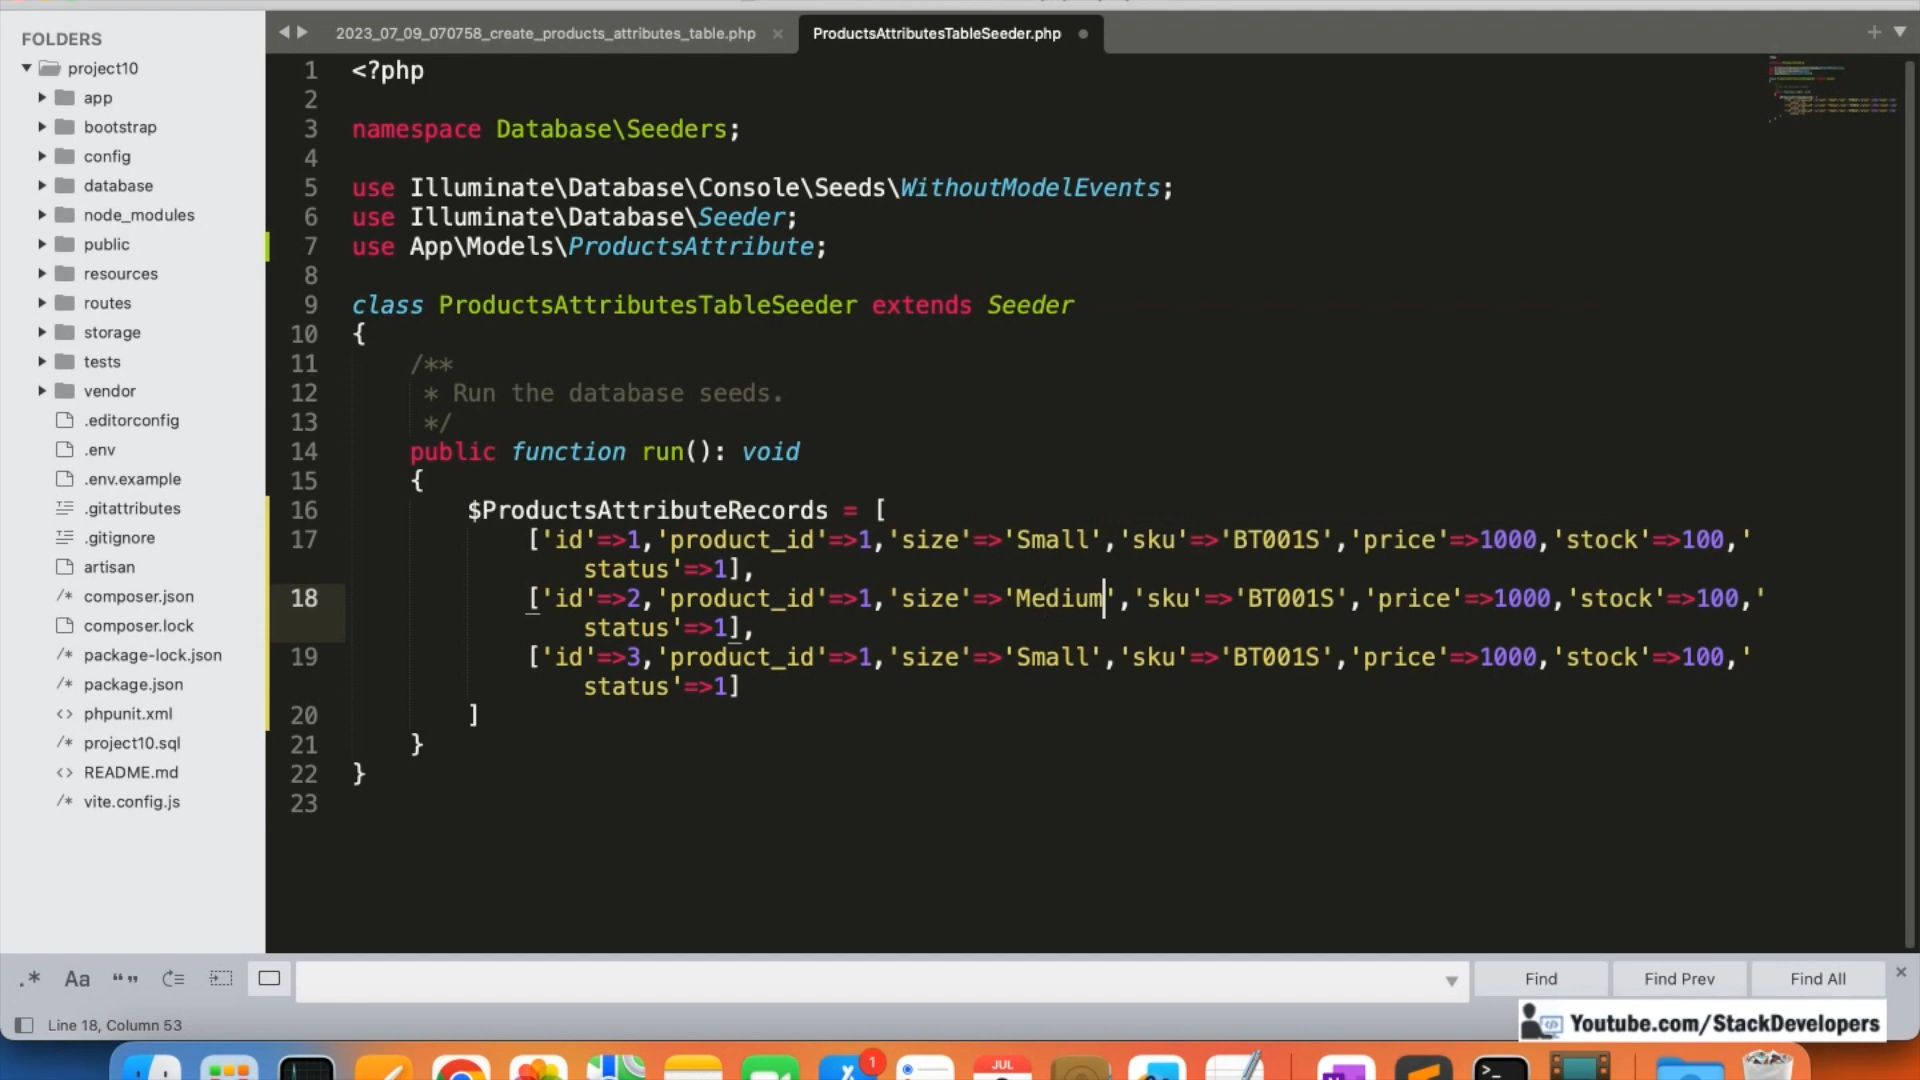 FOLDERS
project10
app
bootstrap
config
database
node_modules
public
resources
routes
storage
tests
vendor
.editorconfig
.env
.env.example
.gitattributes
.gitignore
artisan
composer.json
composer.lock
package-lock.json
package.json
phpunit.xml
project10.sql
README.md
vite.config.js
2023_07_09_070758_create_products_attributes_table.php
ProductsAttributesTableSeeder.php
1 <?php
2
3 namespace Database\Seeders;
4
5 use Illuminate\Database\Console\Seeds\WithoutModelEvents;
6 use Illuminate\Database\Seeder;
7 use App\Models\ProductsAttribute;
8
9 class ProductsAttributesTableSeeder extends Seeder
10 {
11 /**
12 * Run the database seeds.
13 */
14 public function run(): void
15 {
16 $ProductsAttributeRecords = [
17 ['id'=>1,'product_id'=>1,'size'=>'Small','sku'=>'BT001S','price'=>1000,'stock'=>100,'
status'=>1],
18 ['id'=>2,'product_id'=>1,'size'=>'Medium','sku'=>'BT001S','price'=>1000,'stock'=>100,'
status'=>1],
19 ['id'=>3,'product_id'=>1,'size'=>'Small','sku'=>'BT001S','price'=>1000,'stock'=>100,'
status'=>1]
20 ]
21 }
22 }
23
.* Aa “”
Find
Find Prev
Find All
Line 18, Column 53
Youtube.com/StackDevelopers
1
JUL